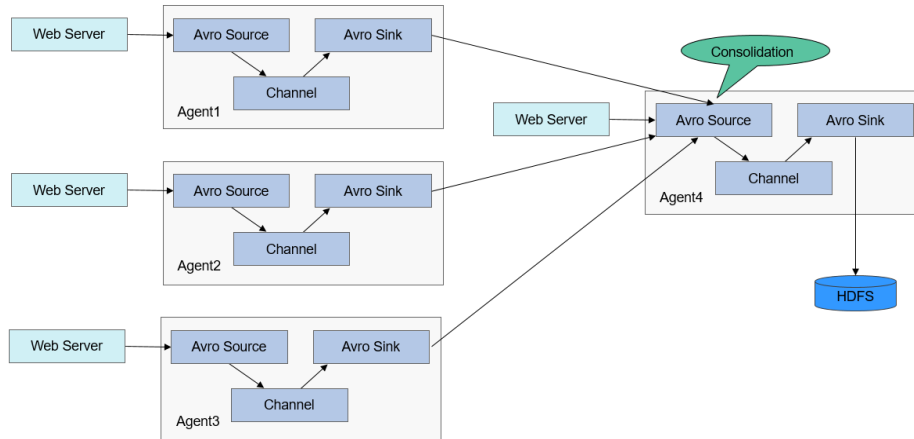 Web Server
Avro Source
Avro Sink
Channel
Agent1
Consolidation
Web Server
Avro Source
Avro Sink
Channel
Agent4
Web Server
Avro Source
Avro Sink
Channel
Agent2
HDFS
Web Server
Avro Source
Avro Sink
Channel
Agent3